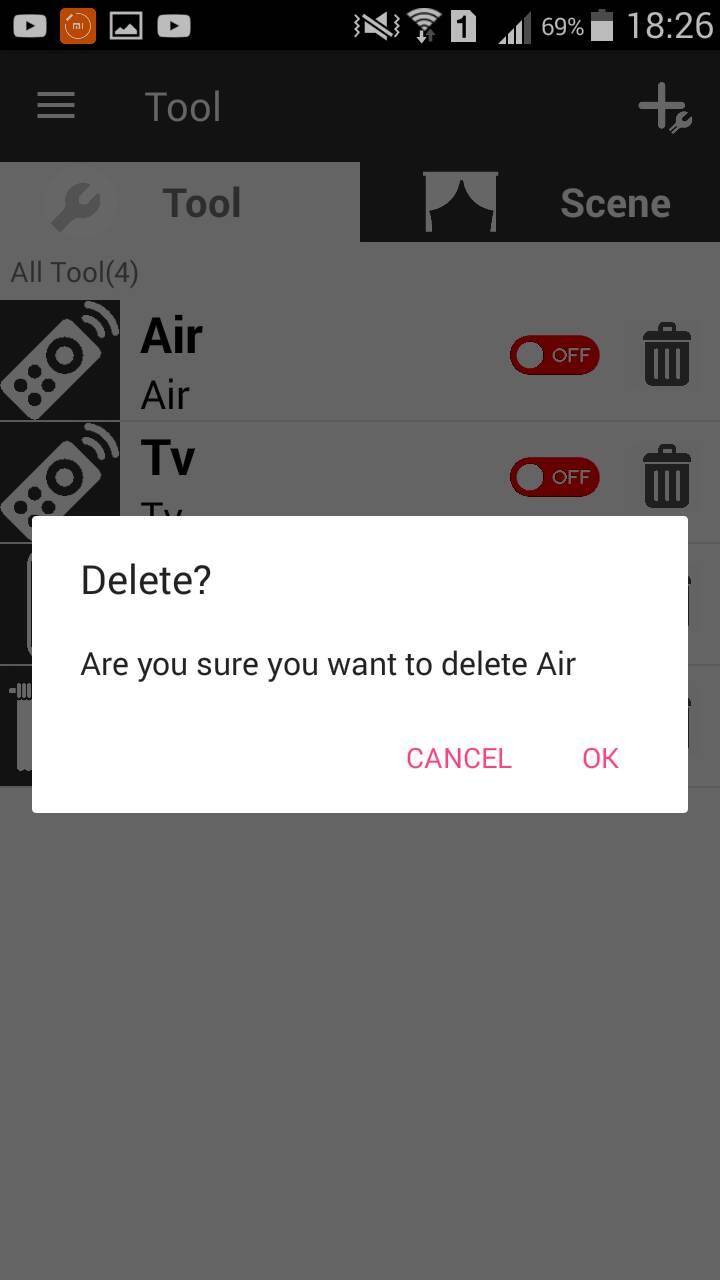 1 69% 18:26
Tool
Tool Scene
All Tool(4)
Air OFF
Air
Tv OFF
Tv
Delete?
Are you sure you want to delete Air
CANCEL OK